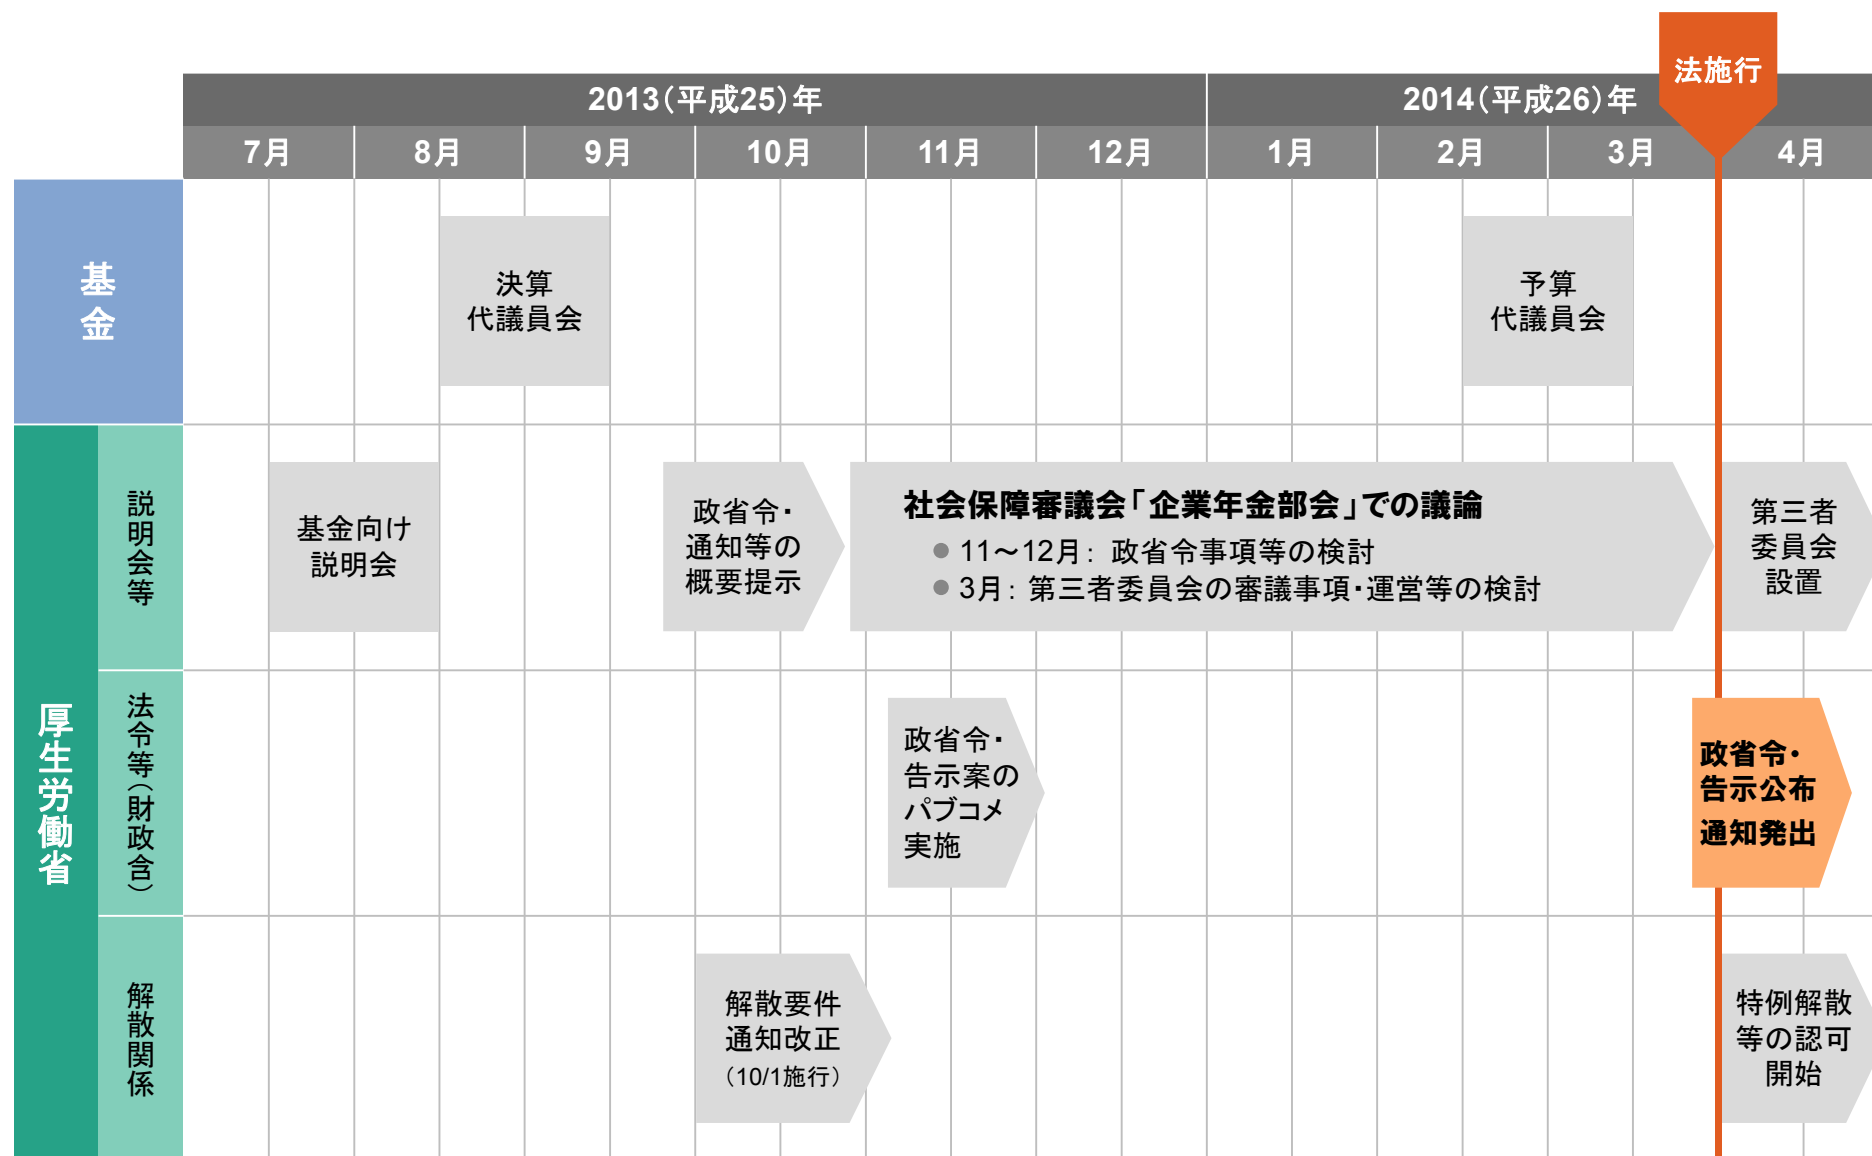 法施行
2013(平成25)年
2014(平成26)年
7月
8月
9月
10月
11月
12月
1月
2月
3月
4月
基金
決算
代議員会
予算
代議員会
厚生労働省
説明会等
基金向け
説明会
政省令・
通知等の
概要提示
社会保障審議会「企業年金部会」での議論
● 11~12月: 政省令事項等の検討
● 3月: 第三者委員会の審議事項・運営等の検討
第三者
委員会
設置
法令等(財政含)
政省令・
告示案の
パブコメ
実施
政省令・
告示公布
通知発出
解散関係
解散要件
通知改正
(10/1施行)
特例解散
等の認可
開始